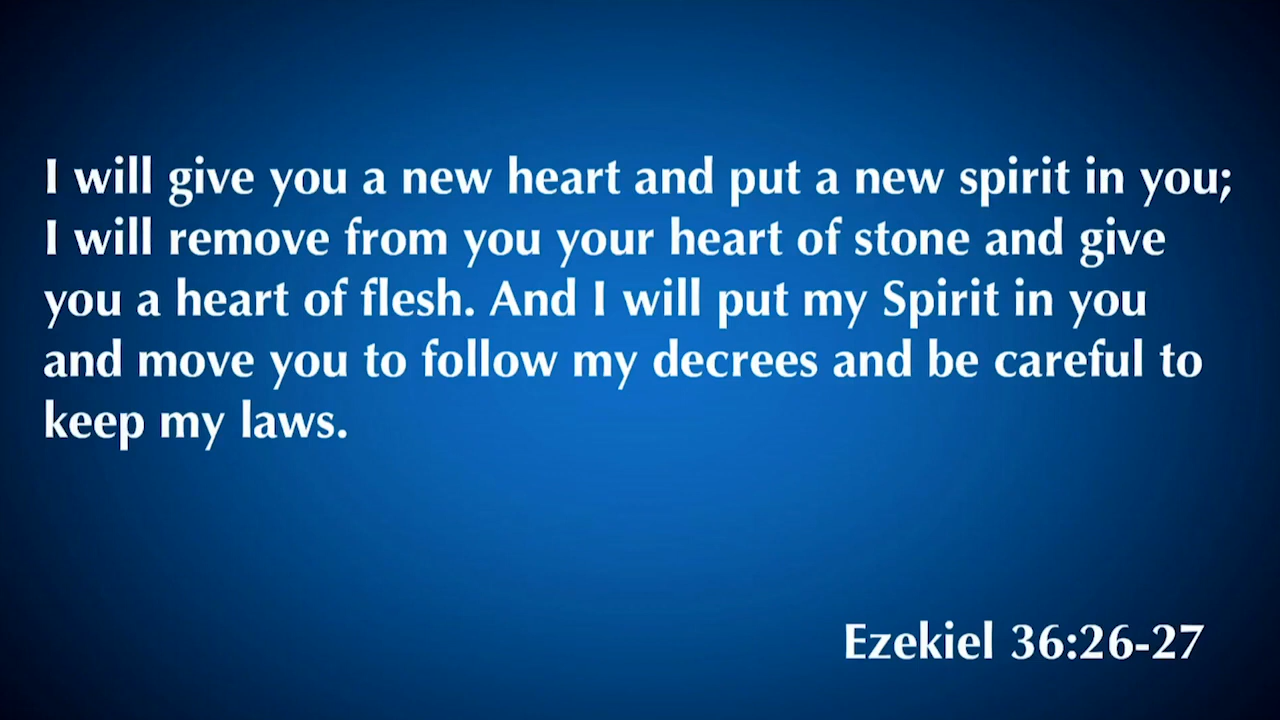 I will give you a new heart and put a new spirit in you;
I will remove from you your heart of stone and give
you a heart of flesh. And I will put my Spirit in you
and move you to follow my decrees and be careful to
keep my laws.
Ezekiel 36:26-27